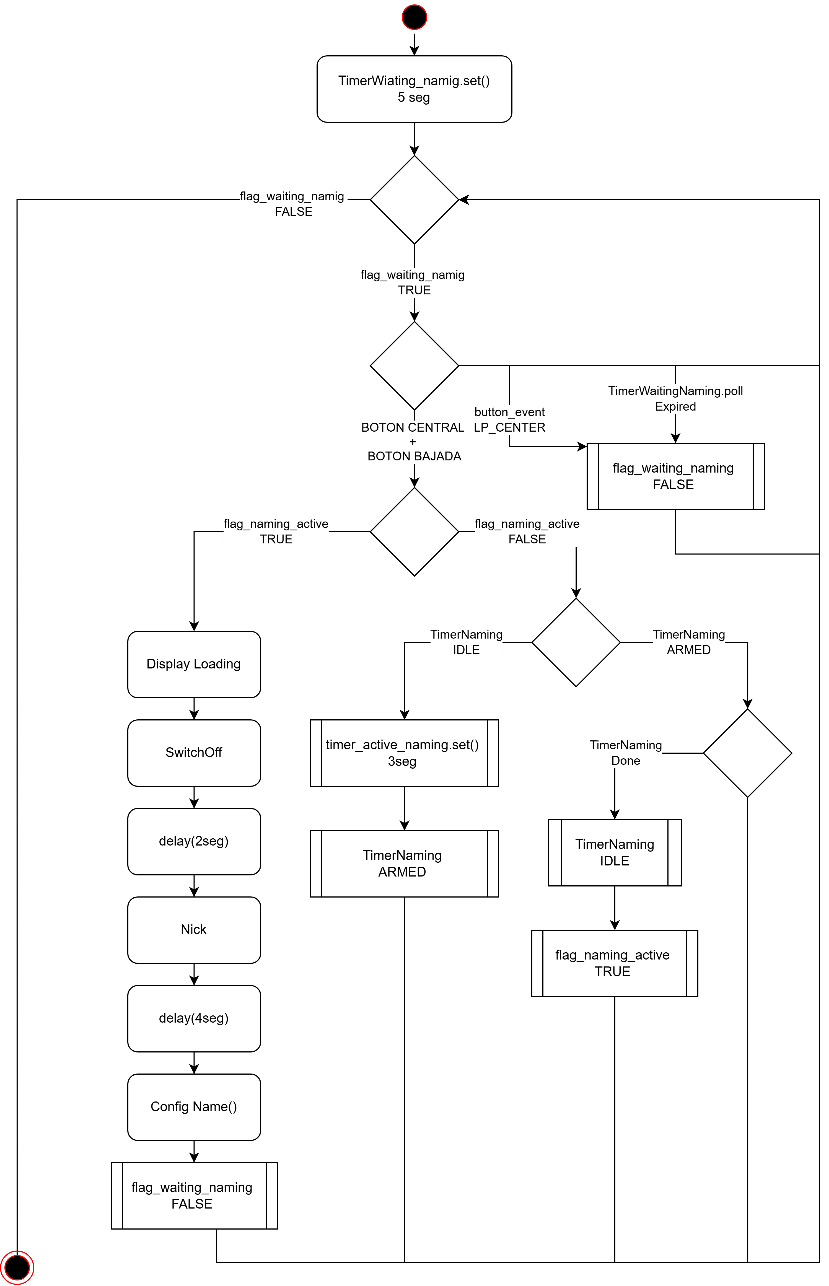 TimerWiating_namig.set()
5 seg
flag_waiting_namig
FALSE
flag_waiting_namig
TRUE
TimerWaitingNaming.poll
Expired
button_event
LP_CENTER
BOTON CENTRAL
+
BOTON BAJADA
flag_waiting_naming
FALSE
flag_naming_active
TRUE
flag_naming_active
FALSE
TimerNaming
IDLE
TimerNaming
ARMED
Display Loading
SwitchOff
timer_active_naming.set()
3seg
TimerNaming
Done
delay(2seg)
TimerNaming
ARMED
TimerNaming
IDLE
Nick
flag_naming_active
TRUE
delay(4seg)
Config Name()
flag_waiting_naming
FALSE